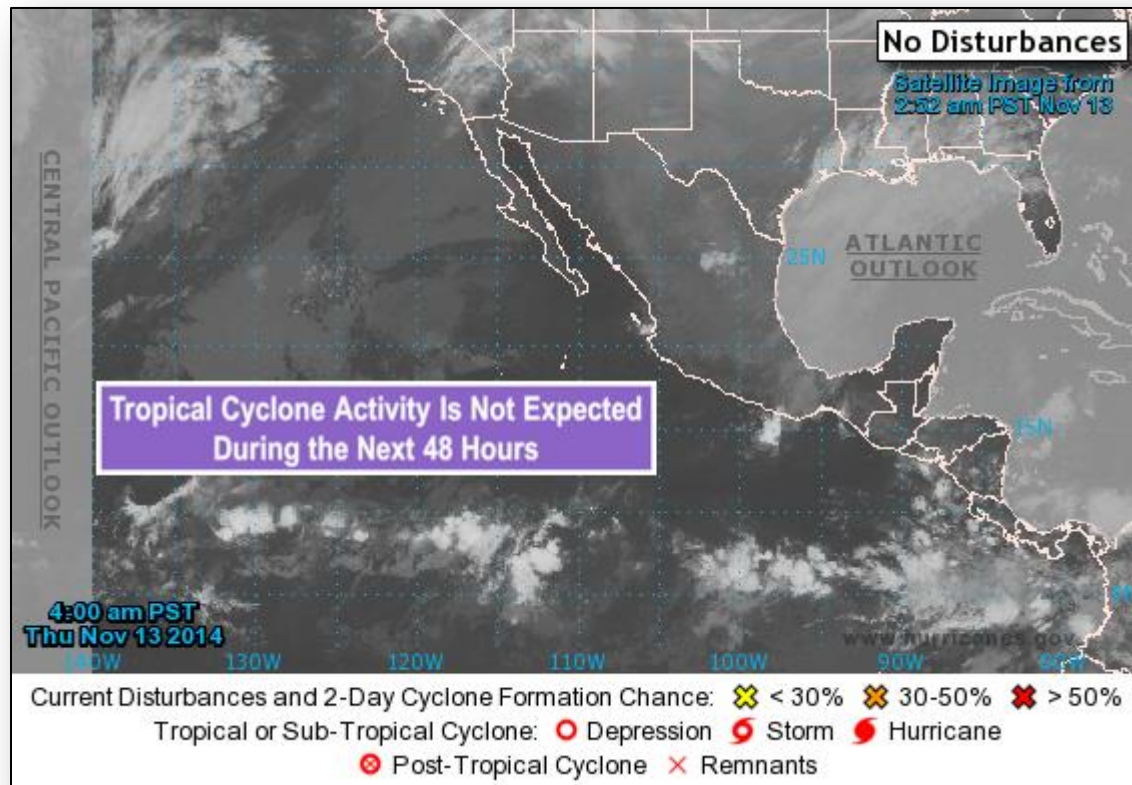 No Disturbances
Satellite Image from
2:52 am PST Nov 13
CENTRAL PACIFIC OUTLOOK
ATLANTIC
OUTLOOK
25N
Tropical Cyclone Activity Is Not Expected
During the Next 48 Hours
15N
4:00 am PST
Thu Nov 13 2014
www.hurricanes.gov
140W 130W 120W 110W 100W 90W 80W
Current Disturbances and 2-Day Cyclone Formation Chance: < 30% 30-50% > 50%
Tropical or Sub-Tropical Cyclone: Depression Storm Hurricane
Post-Tropical Cyclone Remnants